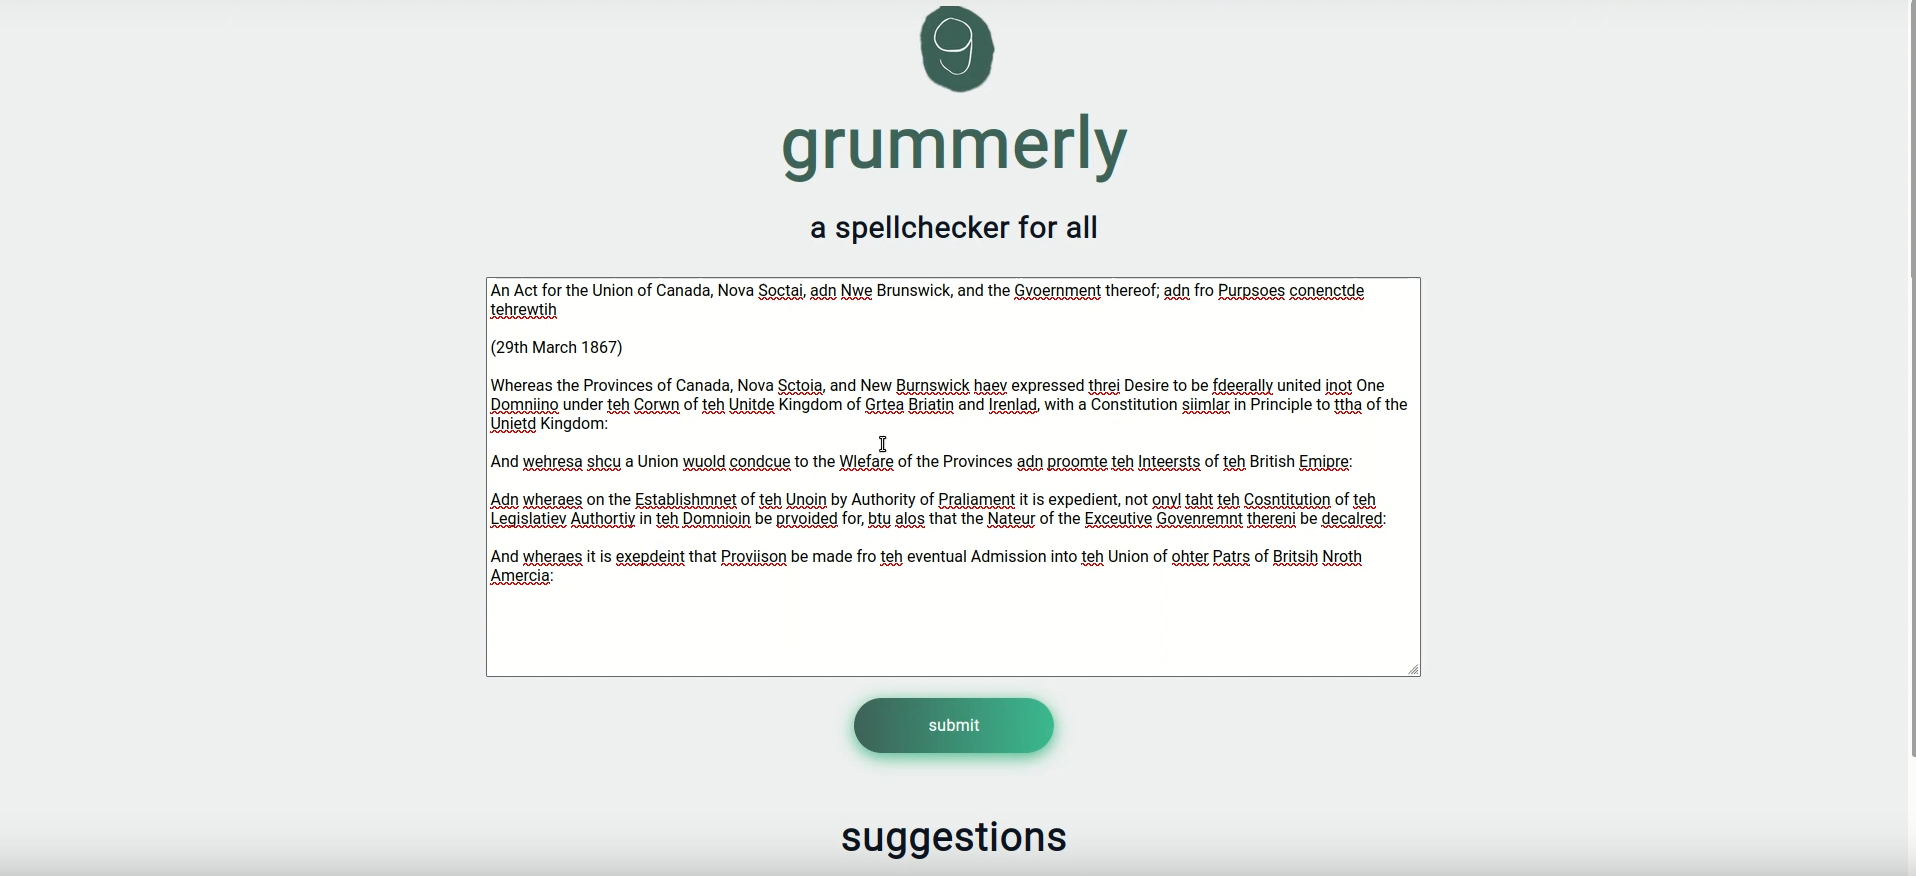 g
grummerly
a spellchecker for all
An Act for the Union of Canada, Nova Soctai, adn Nwe Brunswick, and the Gvoernment thereof; adn fro Purpsoes conenctde
tehrewtih
(29th March 1867)
Whereas the Provinces of Canada, Nova Sctoia, and New Burnswick haev expressed threi Desire to be fdeerally united inot One
Domniino under teh Corwn of teh Unitde Kingdom of Grtea Briatin and Irenlad, with a Constitution siimlar in Principle to ttha of the
Unietd Kingdom:
And wehresa shcu a Union wuold condcue to the Wlefare of the Provinces adn proomte teh Inteersts of teh British Emipre:
Adn wheraes on the Establishmnet of teh Unoin by Authority of Praliament it is expedient, not onyl taht teh Cosntitution of teh
Legislatiev Authortiy in teh Domnioin be prvoided for, btu alos that the Nateur of the Exceutive Govenremnt thereni be decalred:
And wheraes it is exepdeint that Proviison be made fro teh eventual Admission into teh Union of ohter Patrs of Britsih Nroth
Amercia:
submit
suggestions